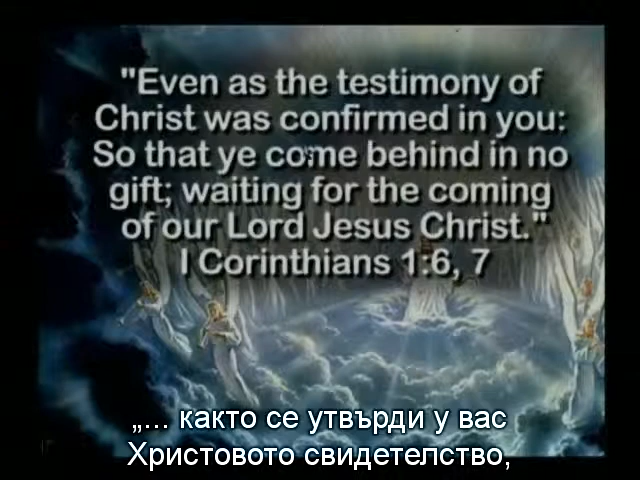 "Even as the testimony of
Christ was confirmed in you:
So that ye come behind in no
gift; waiting for the coming
of our Lord Jesus Christ."
I Corinthians 1:6, 7
„... както се утвърди у вас
Христовото свидетелство,